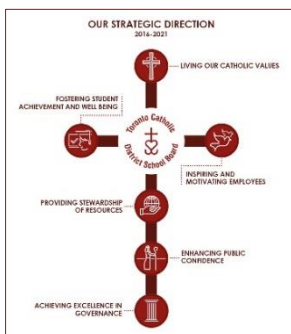 OUR STRATEGIC DIRECTION
2016-2021
LIVING OUR CATHOLIC VALUES
FOSTERING STUDENT
ACHIEVEMENT AND WELL BEING
Toronto Catholic
District School Board
INSPIRING AND
MOTIVATING EMPLOYEES
PROVIDING STEWARDSHIP
OF RESOURCES
ENHANCING PUBLIC
CONFIDENCE
ACHIEVING EXCELLENCE IN
GOVERNANCE